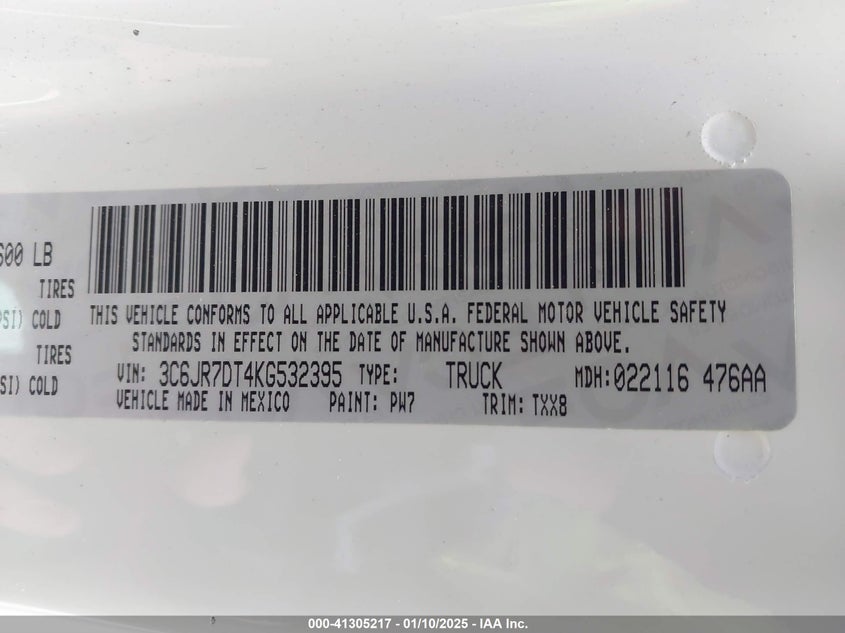 600 LB
TIRES
PSI) COLD
TIRES
SI) COLD
THIS VEHICLE CONFORMS TO ALL APPLICABLE U.S.A. FEDERAL MOTOR VEHICLE SAFETY
STANDARDS IN EFFECT ON THE DATE OF MANUFACTURE SHOWN ABOVE.
VIN: 3C6JR7DT4KG532395 TYPE: TRUCK MDH:022116 476AA
VEHICLE MADE IN MEXICO PAINT: PW7 TRIM: TXX8
000-41305217 - 01/10/2025 - IAA Inc.